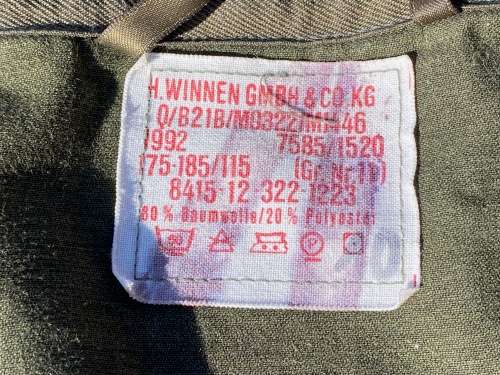 H. WINNEN GMBH & CO. KG
Q/B21B/M0322/M1446
1992 7585/1520
175-185/115 (Gr. Nr. 11)
8415-12-322-1223
80 % Baumwolle/20 % Polyester
P